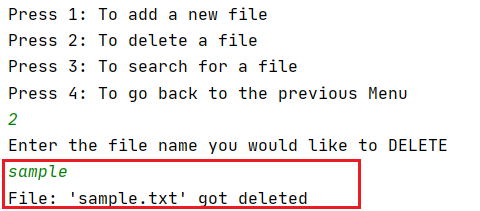 Press 1: To add a new file
Press 2: To delete a file
Press 3: To search for a file
Press 4: To go back to the previous Menu
2
Enter the file name you would like to DELETE
sample
File: 'sample.txt' got deleted